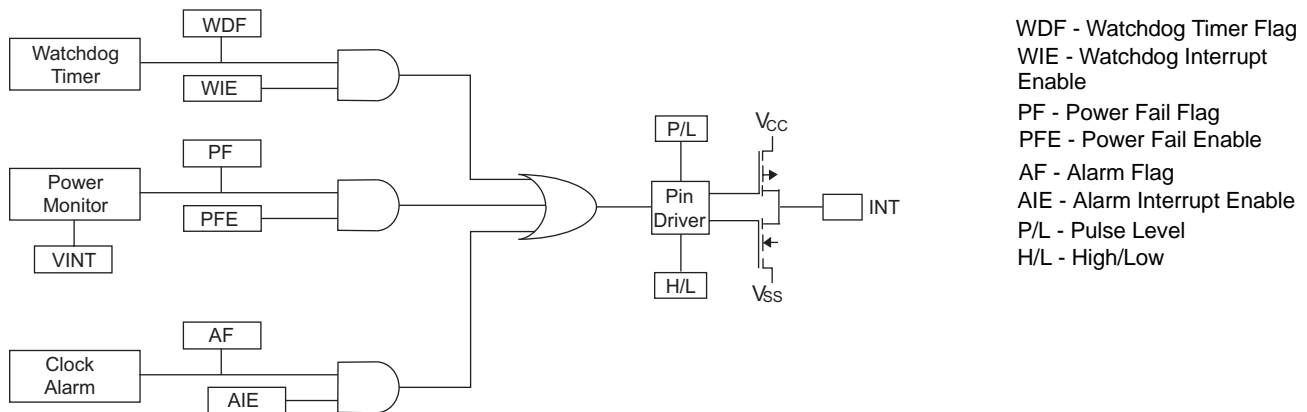 Watchdog
Timer
WDF
WIE
Power
Monitor
VINT
PF
PFE
Clock
Alarm
AF
AIE
P/L
Pin
Driver
H/L
VCC
VSS
INT
WDF - Watchdog Timer Flag
WIE - Watchdog Interrupt
Enable
PF - Power Fail Flag
PFE - Power Fail Enable
AF - Alarm Flag
AIE - Alarm Interrupt Enable
P/L - Pulse Level
H/L - High/Low